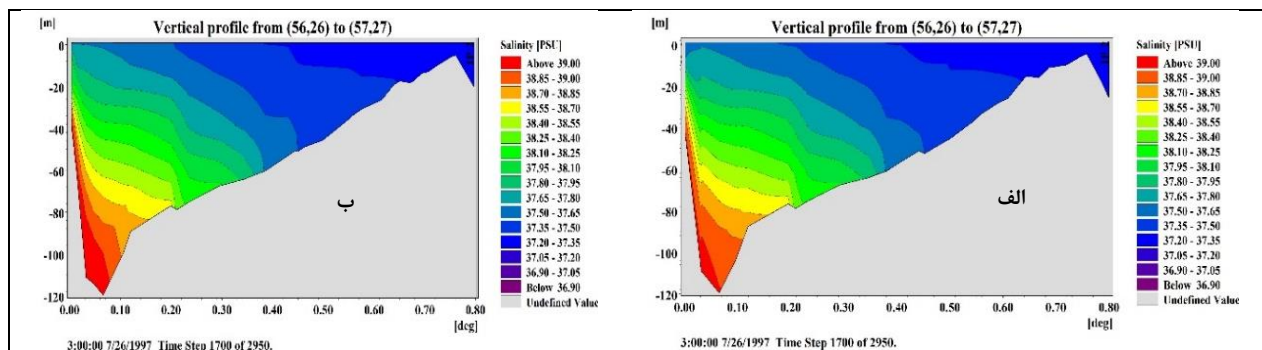 [m] Vertical profile from (56,26) to (57,27)
0
-20
-40
-60
-80
-100
-120
0.00 0.10 0.20 0.30 0.40 0.50 0.60 0.70 0.80
[deg]
ب
Salinity [PSU]
Above 39.00
38.85 - 39.00
38.70 - 38.85
38.55 - 38.70
38.40 - 38.55
38.25 - 38.40
38.10 - 38.25
37.95 - 38.10
37.80 - 37.95
37.65 - 37.80
37.50 - 37.65
37.35 - 37.50
37.20 - 37.35
37.05 - 37.20
36.90 - 37.05
Below 36.90
Undefined Value
3:00:00 7/26/1997 Time Step 1700 of 2950.
[m] Vertical profile from (56,26) to (57,27)
0
-20
-40
-60
-80
-100
-120
0.00 0.10 0.20 0.30 0.40 0.50 0.60 0.70 0.80
[deg]
الف
Salinity [PSU]
Above 39.00
38.85 - 39.00
38.70 - 38.85
38.55 - 38.70
38.40 - 38.55
38.25 - 38.40
38.10 - 38.25
37.95 - 38.10
37.80 - 37.95
37.65 - 37.80
37.50 - 37.65
37.35 - 37.50
37.20 - 37.35
37.05 - 37.20
36.90 - 37.05
Below 36.90
Undefined Value
3:00:00 7/26/1997 Time Step 1700 of 2950.